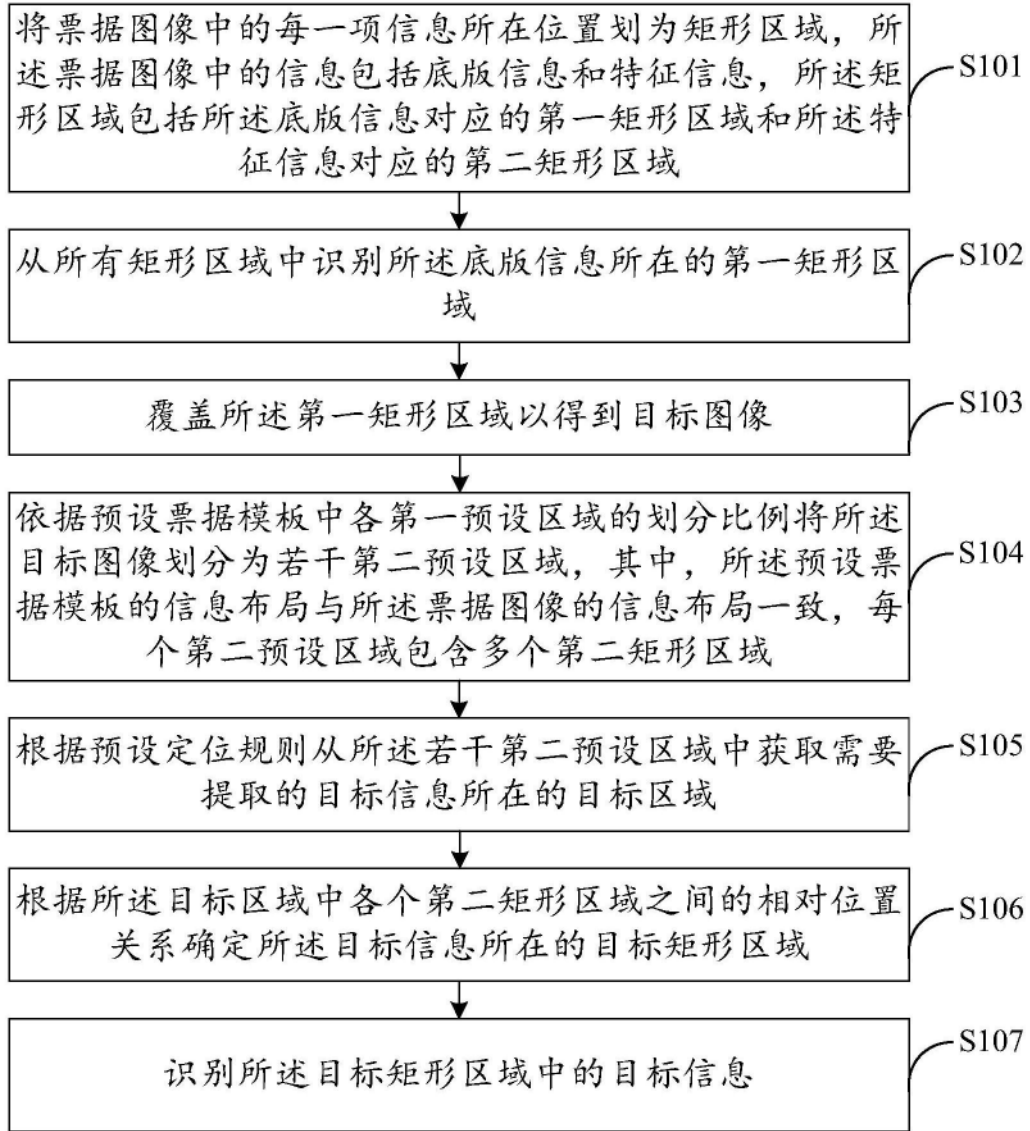 将票据图像中的每一项信息所在位置划为矩形区域，所
述票据图像中的信息包括底版信息和特征信息，所述矩
形区域包括所述底版信息对应的第一矩形区域和所述特
征信息对应的第二矩形区域
S101
从所有矩形区域中识别所述底版信息所在的第一矩形区
域
S102
覆盖所述第一矩形区域以得到目标图像
S103
依据预设票据模板中各第一预设区域的划分比例将所述
目标图像划分为若干第二预设区域，其中，所述预设票
据模板的信息布局与所述票据图像的信息布局一致，每
个第二预设区域包含多个第二矩形区域
S104
根据预设定位规则从所述若干第二预设区域中获取需要
提取的目标信息所在的目标区域
S105
根据所述目标区域中各个第二矩形区域之间的相对位置
关系确定所述目标信息所在的目标矩形区域
S106
识别所述目标矩形区域中的目标信息
S107